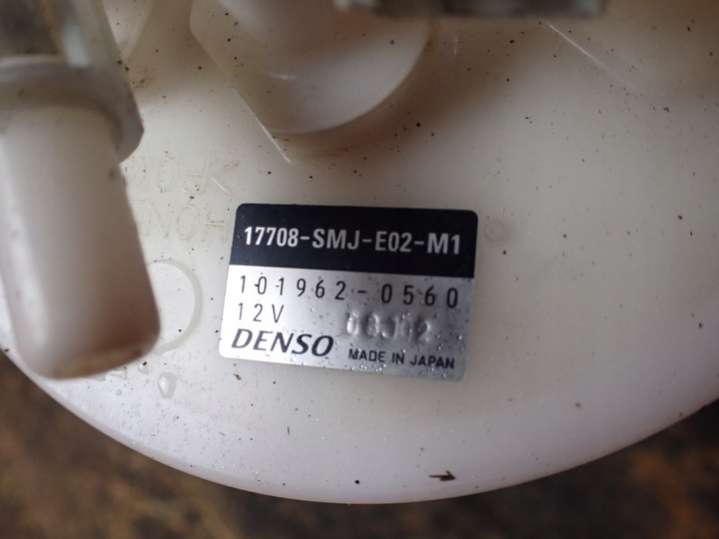 17708-SMJ-E02-M1
101962-0560
12V
DENSO MADE IN JAPAN